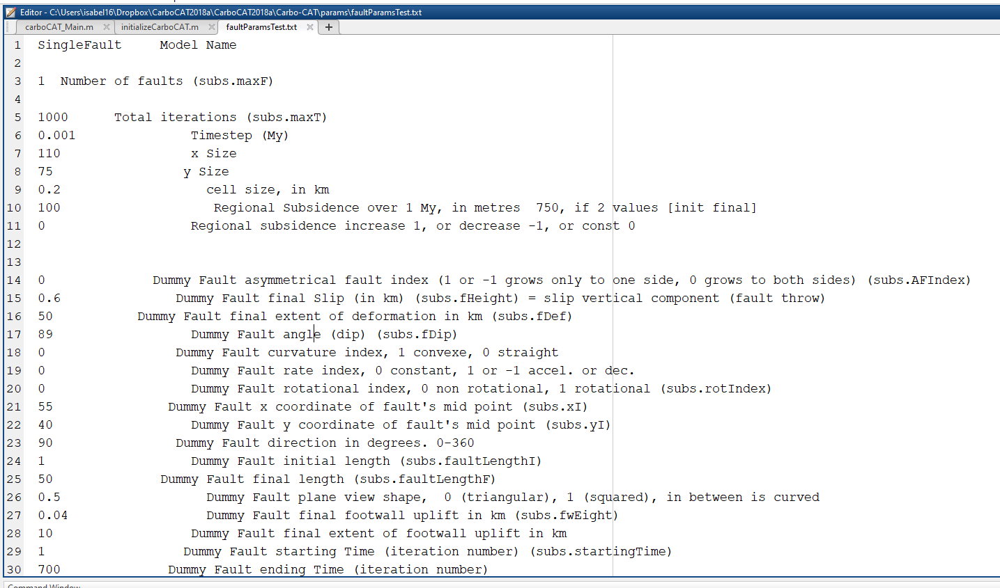 Editor - C:\Users\isabel16\Dropbox\CarboCAT2018a\CarboCAT2018a\Carbo-CAT\params\faultParamsTest.txt
carboCAT_Main.m initializeCarboCAT.m faultParamsTest.txt
1 SingleFault Model Name
2
3 1 Number of faults (subs.maxF)
4
5 1000 Total iterations (subs.maxT)
6 0.001 Timestep (My)
7 110 x Size
8 75 y Size
9 0.2 cell size, in km
10 100 Regional Subsidence over 1 My, in metres 750, if 2 values [init final]
11 0 Regional subsidence increase 1, or decrease -1, or const 0
12
13
14 0 Dummy Fault asymmetrical fault index (1 or -1 grows only to one side, 0 grows to both sides) (subs.AFIndex)
15 0.6 Dummy Fault final Slip (in km) (subs.fHeight) = slip vertical component (fault throw)
16 50 Dummy Fault final extent of deformation in km (subs.fDef)
17 89 Dummy Fault angle (dip) (subs.fDip)
18 0 Dummy Fault curvature index, 1 convexe, 0 straight
19 0 Dummy Fault rate index, 0 constant, 1 or -1 accel. or dec.
20 0 Dummy Fault rotational index, 0 non rotational, 1 rotational (subs.rotIndex)
21 55 Dummy Fault x coordinate of fault's mid point (subs.xI)
22 40 Dummy Fault y coordinate of fault's mid point (subs.yI)
23 90 Dummy Fault direction in degrees. 0-360
24 1 Dummy Fault initial length (subs.faultLengthI)
25 50 Dummy Fault final length (subs.faultLengthF)
26 0.5 Dummy Fault plane view shape, 0 (triangular), 1 (squared), in between is curved
27 0.04 Dummy Fault final footwall uplift in km (subs.fwEight)
28 10 Dummy Fault final extent of footwall uplift in km
29 1 Dummy Fault starting Time (iteration number) (subs.startingTime)
30 700 Dummy Fault ending Time (iteration number)
Command Window